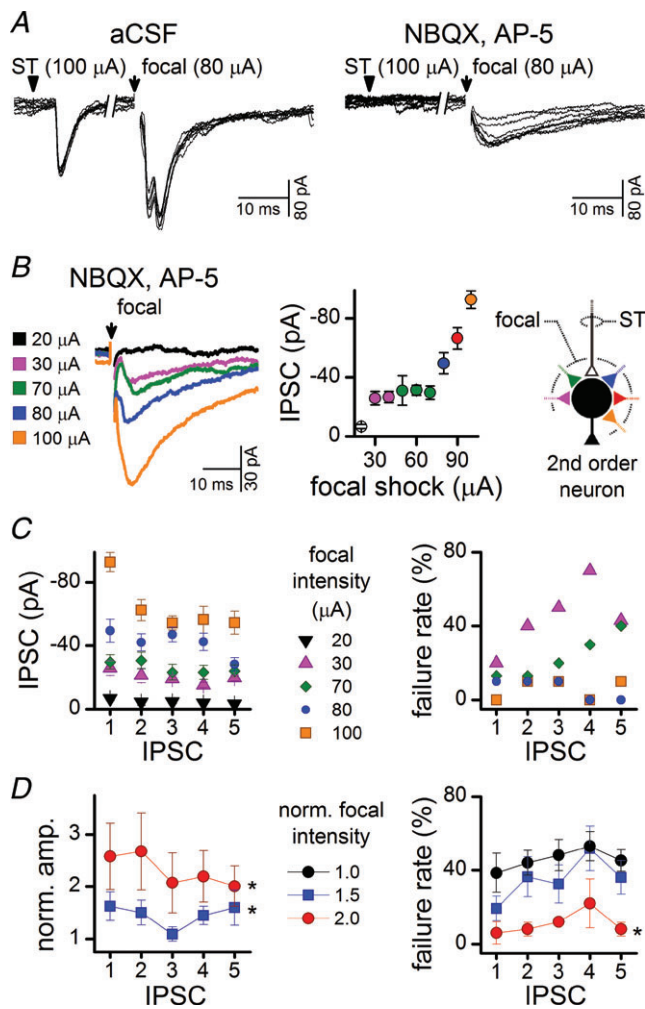 A
aCSF
NBQX, AP-5
ST (100 µA) focal (80 µA)
ST (100 µA) focal (80 µA)
10 ms
80 pA
10 ms
80 pA
B
NBQX, AP-5
focal
20 µA
30 µA
70 µA
80 µA
100 µA
10 ms
30 pA
IPSC (pA)
-80
-40
0
30 60 90
focal shock (µA)
focal
ST
2nd order
neuron
C
IPSC (pA)
-80
-40
0
1 2 3 4 5
IPSC
focal
intensity
(µA)
20
30
70
80
100
failure rate (%)
80
40
0
1 2 3 4 5
IPSC
D
norm. amp.
3
2
1
*
*
1 2 3 4 5
IPSC
norm. focal
intensity
1.0
1.5
2.0
failure rate (%)
80
40
0
*
1 2 3 4 5
IPSC